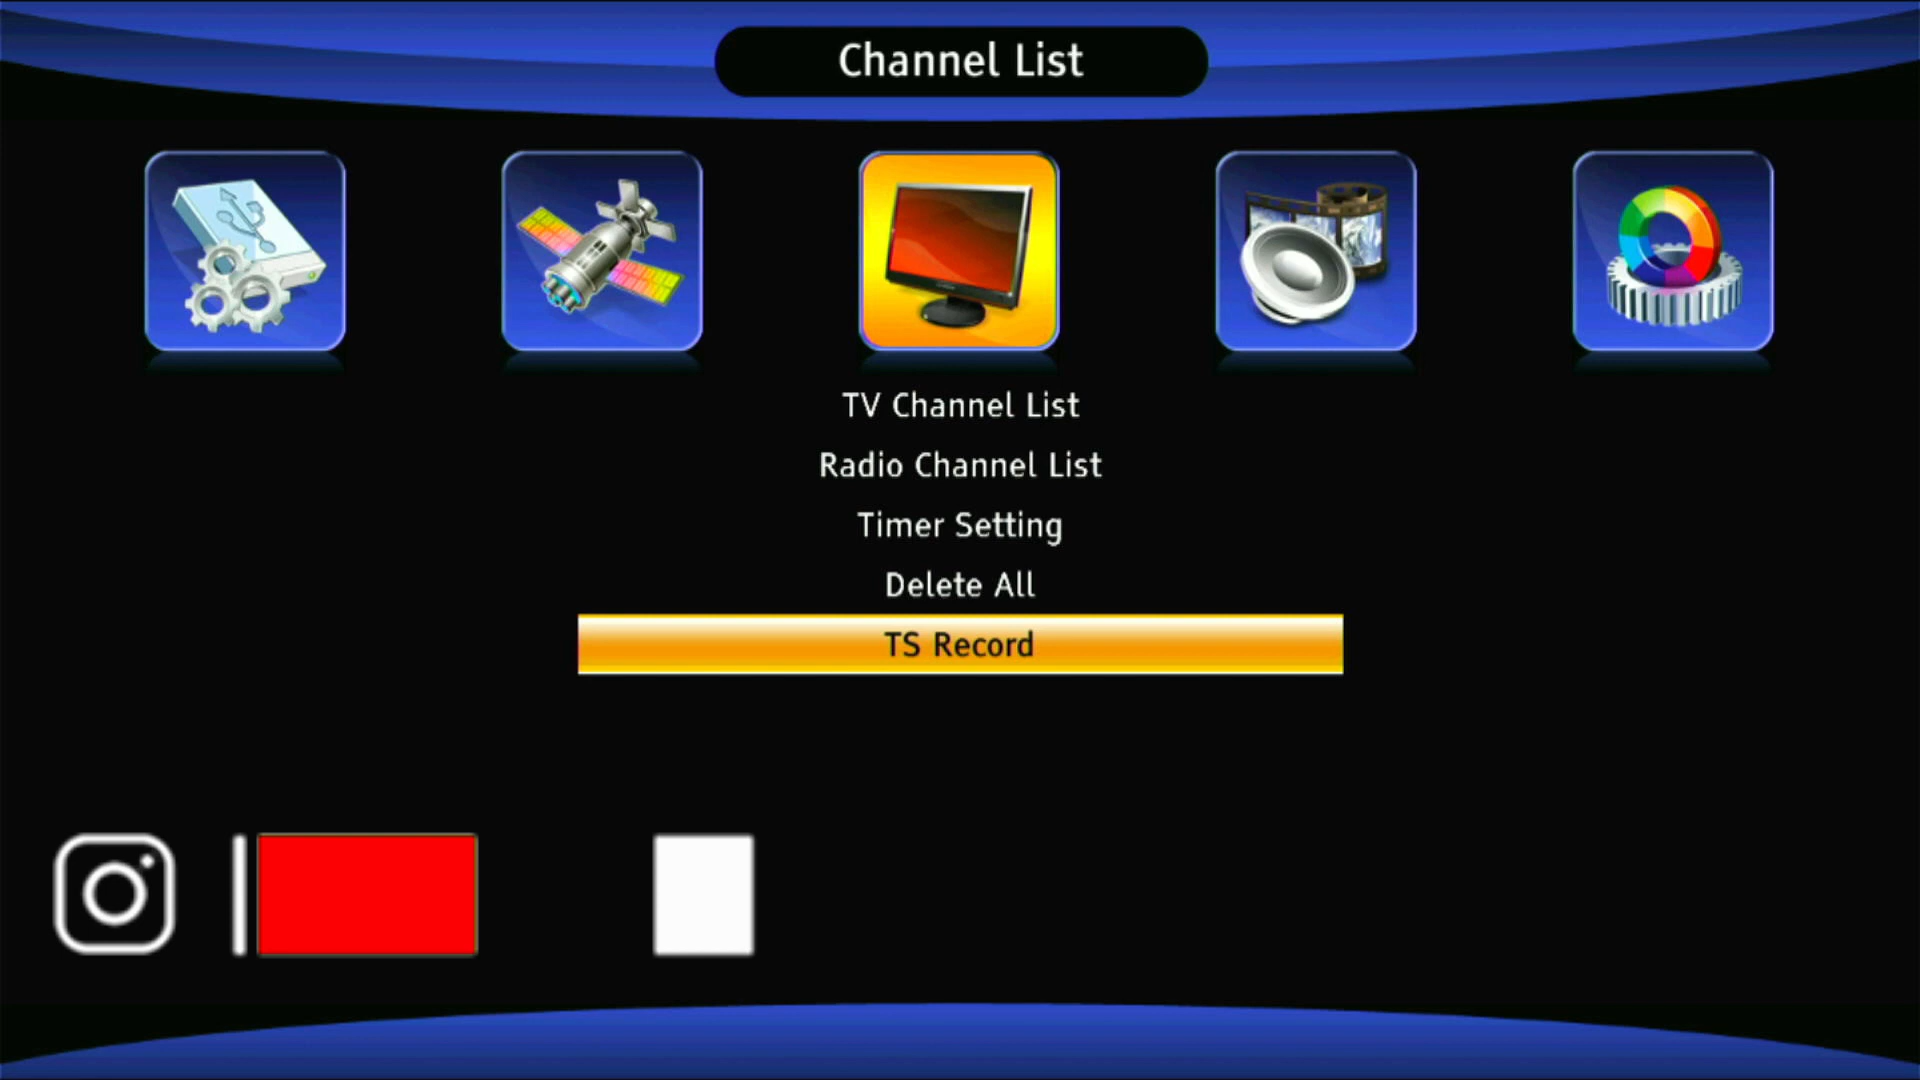 Channel List
TV Channel List
Radio Channel List
Timer Setting
Delete All
TS Record